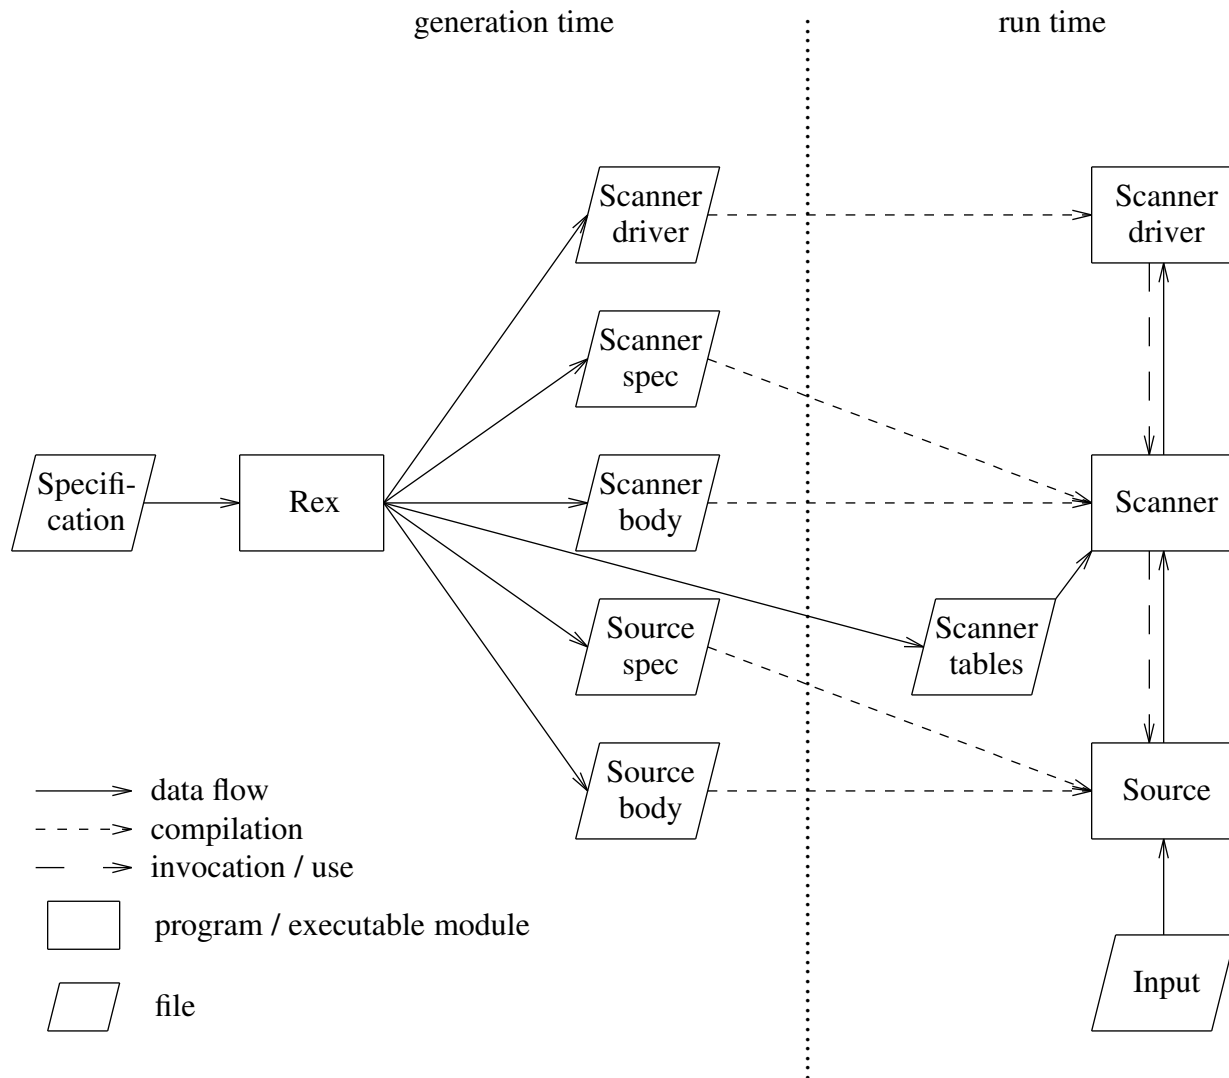 generation time
run time
Scanner
driver
Scanner
driver
Scanner
spec
Specifi-
cation
Rex
Scanner
body
Scanner
Source
spec
Scanner
tables
Source
body
Source
data flow
compilation
invocation / use
program / executable module
Input
file